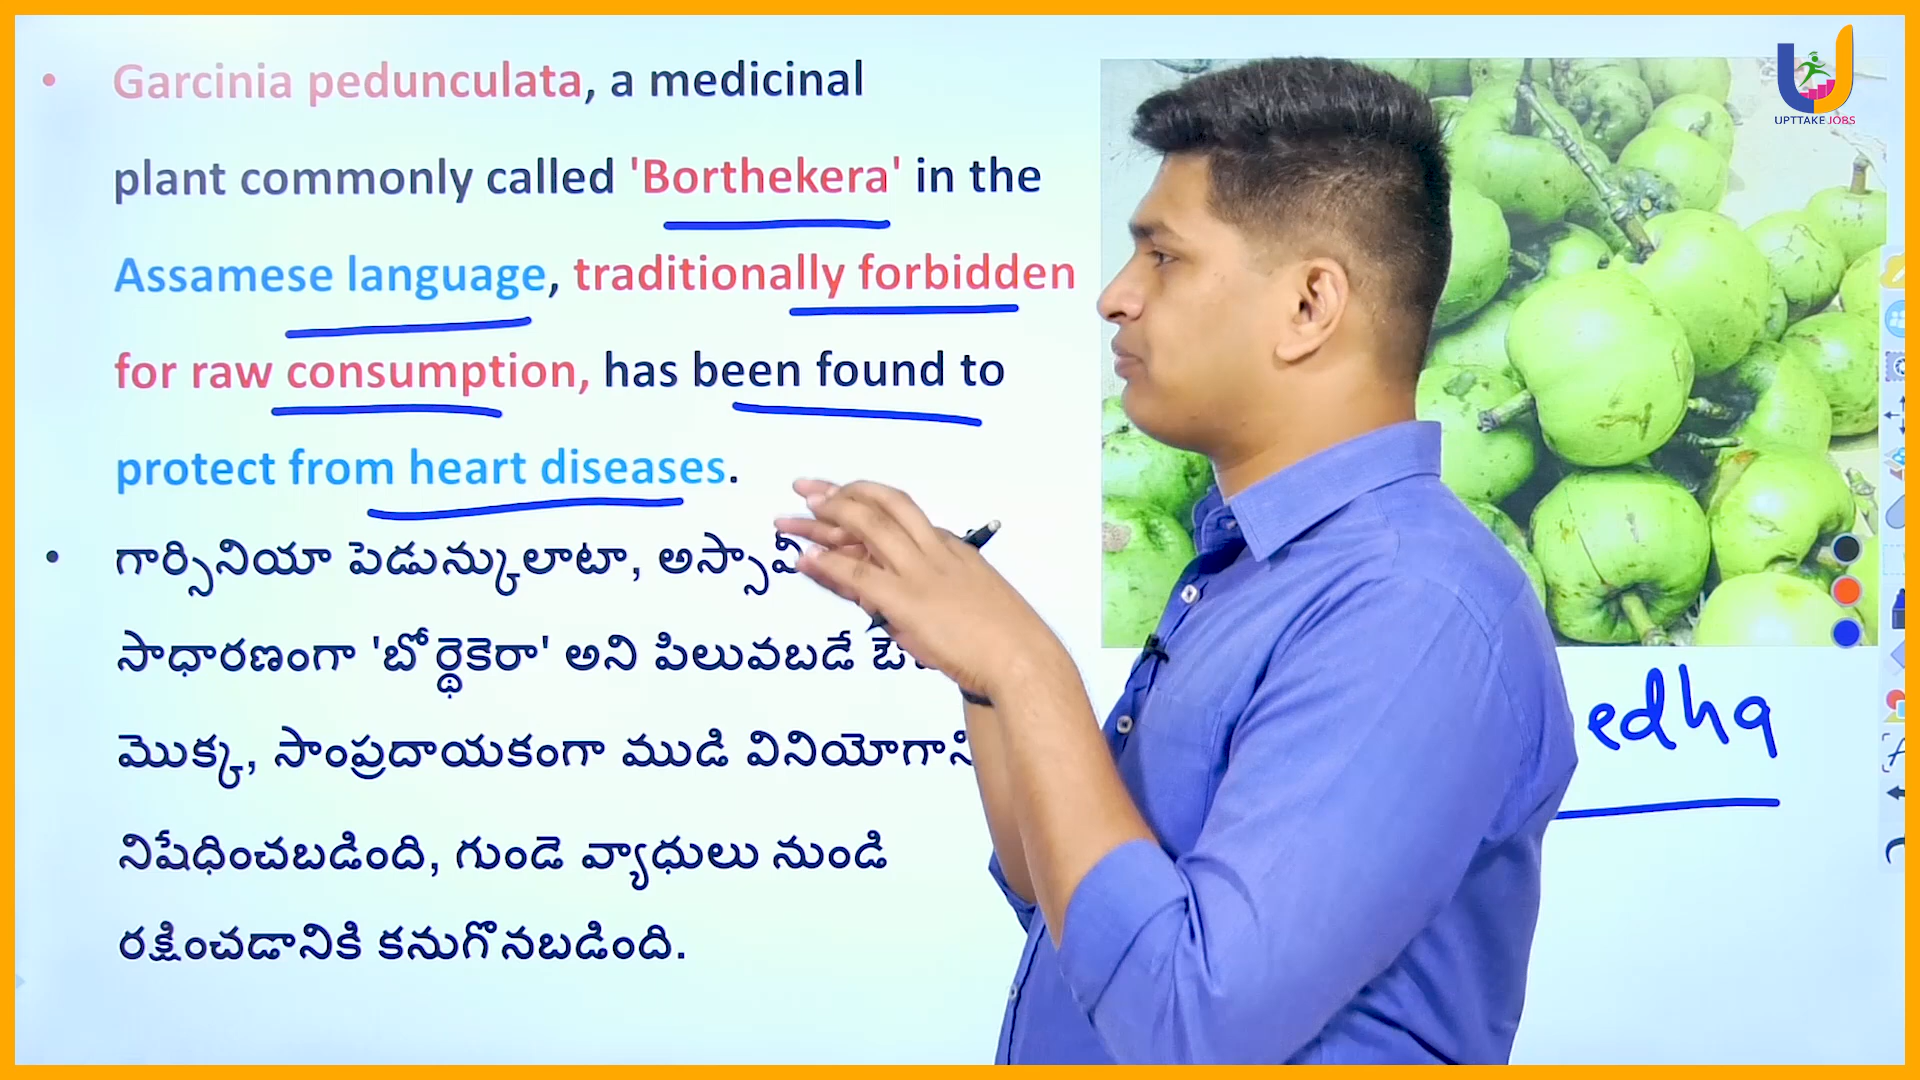 • Garcinia pedunculata, a medicinal
plant commonly called 'Borthekera' in the
Assamese language, traditionally forbidden
for raw consumption, has been found to
protect from heart diseases.
• గార్సినియా పెడున్కులాటా,
సాధారణంగా 'బోర్థెకెరా' అని పిలువబడే
మొక్క, సాంప్రదాయకంగా ముడి
నిషేధించబడింది, గుండె వ్యాధులు నుండి
రక్షించడానికి కనుగొనబడింది.
edha
UPTTAKE JOBS